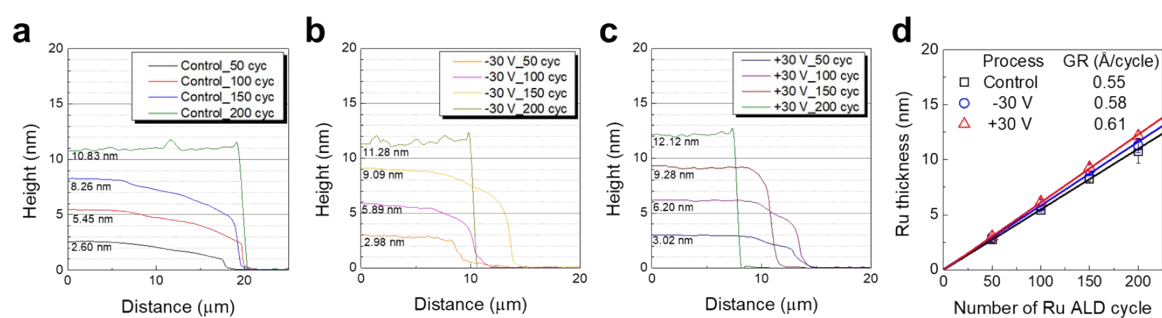 a
20
15
10
5
0
Height (nm)
Control_50 cyc
Control_100 cyc
Control_150 cyc
Control_200 cyc
10.83 nm
8.26 nm
5.45 nm
2.60 nm
0 10 20
Distance (μm)
b
20
15
10
5
0
Height (nm)
-30 V_50 cyc
-30 V_100 cyc
-30 V_150 cyc
-30 V_200 cyc
11.28 nm
9.09 nm
5.89 nm
2.98 nm
0 10 20
Distance (μm)
c
20
15
10
5
0
Height (nm)
+30 V_50 cyc
+30 V_100 cyc
+30 V_150 cyc
+30 V_200 cyc
12.12 nm
9.28 nm
6.20 nm
3.02 nm
0 10 20
Distance (μm)
d
20
15
10
5
0
Ru thickness (nm)
Process GR (Å/cycle)
Control 0.55
-30 V 0.58
+30 V 0.61
0 50 100 150 200
Number of Ru ALD cycle